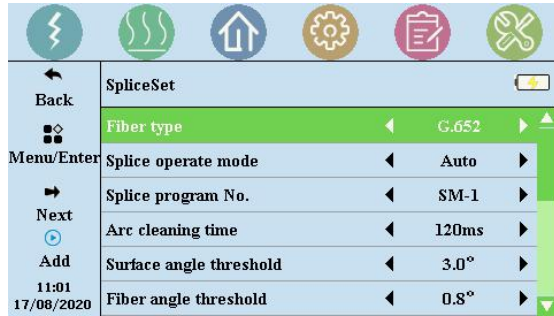 Back
Menu/Enter
Next
Add
11:01
17/08/2020
SpliceSet
Fiber type G.652
Splice operate mode Auto
Splice program No. SM-1
Arc cleaning time 120ms
Surface angle threshold 3.0°
Fiber angle threshold 0.8°